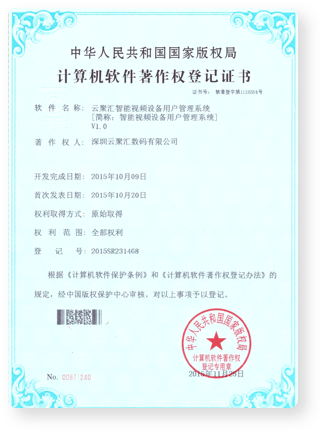 中华人民共和国国家版权局
计算机软件著作权登记证书
证书号： 软著登字第
软件名称： 云聚汇智能视频设备用户管理系统
[简称：智能视频设备用户管理系统]
V1.0
著作权人： 深圳云聚汇数码有限公司
开发完成日期： 2015年10月09日
首次发表日期： 2015年10月20日
权利取得方式： 原始取得
权利范围： 全部权利
登记号： 2015SR231468
根据《计算机软件保护条例》和《计算机软件著作权登记办法》的
规定，经中国版权保护中心审核，对以上事项予以登记。
中华人民共和国国家版权局
计算机软件著作权
登记专用章
2015年11月25日
No.